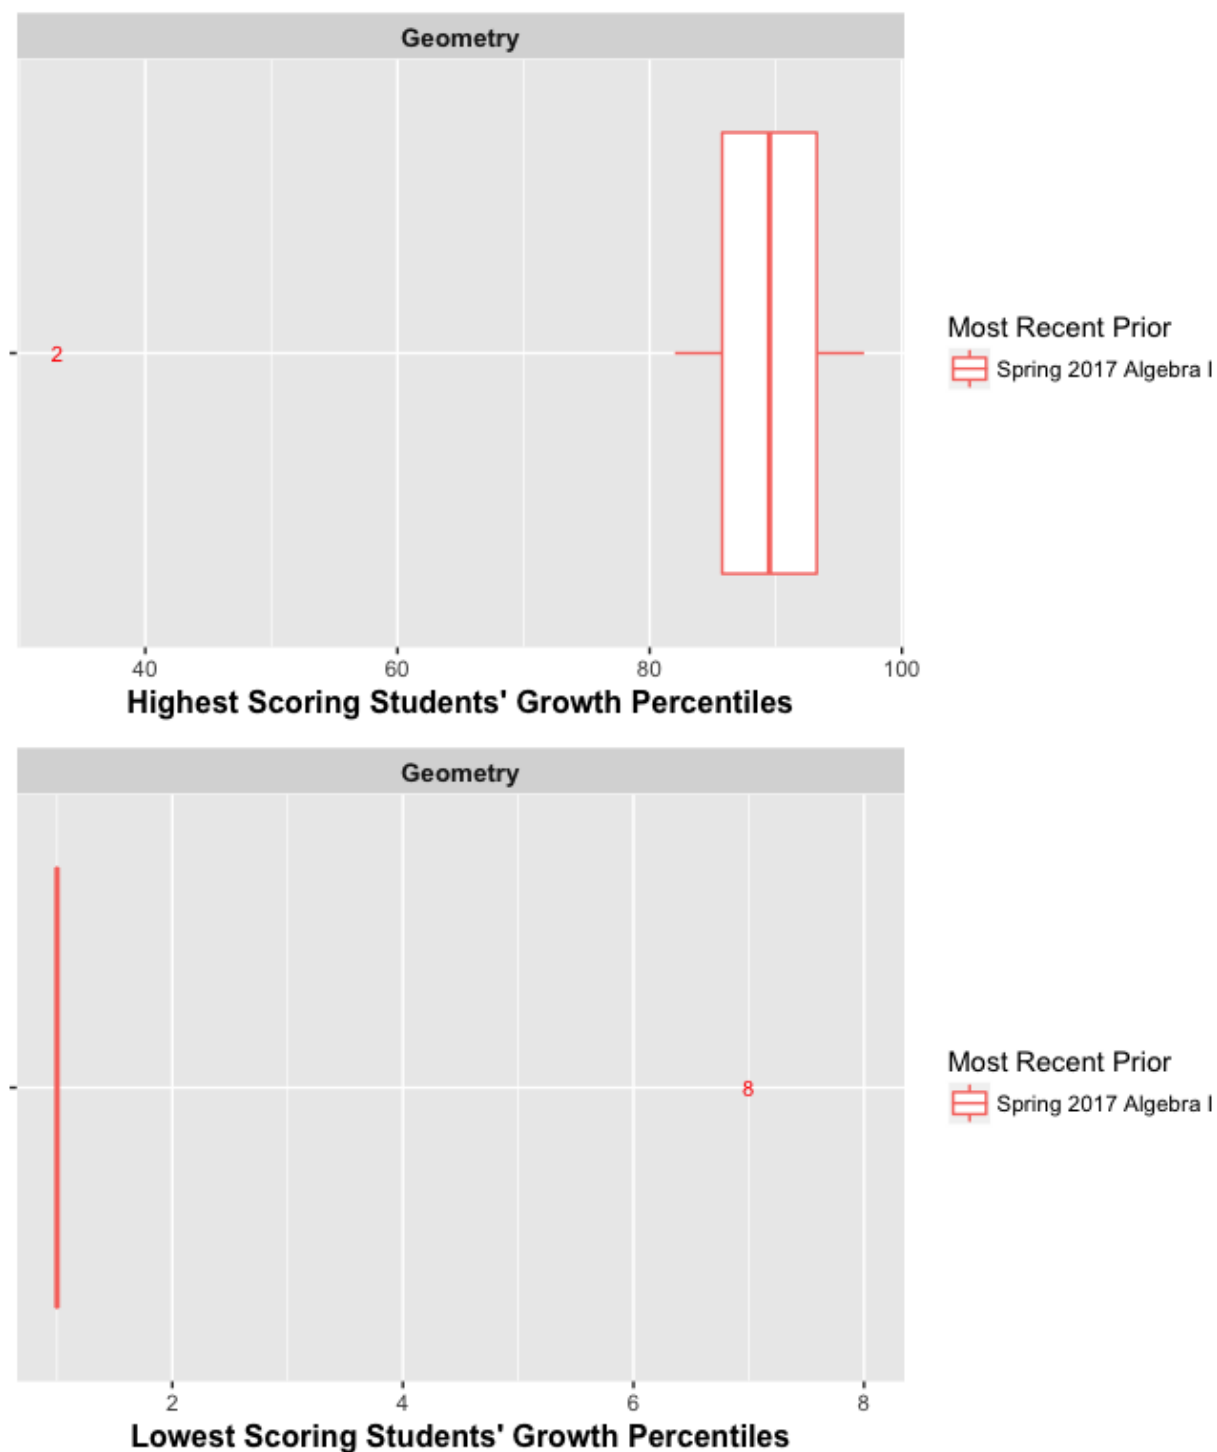 Geometry
2
Most Recent Prior
Spring 2017 Algebra I
40 60 80 100
Highest Scoring Students' Growth Percentiles
Geometry
8
Most Recent Prior
Spring 2017 Algebra I
2 4 6 8
Lowest Scoring Students' Growth Percentiles